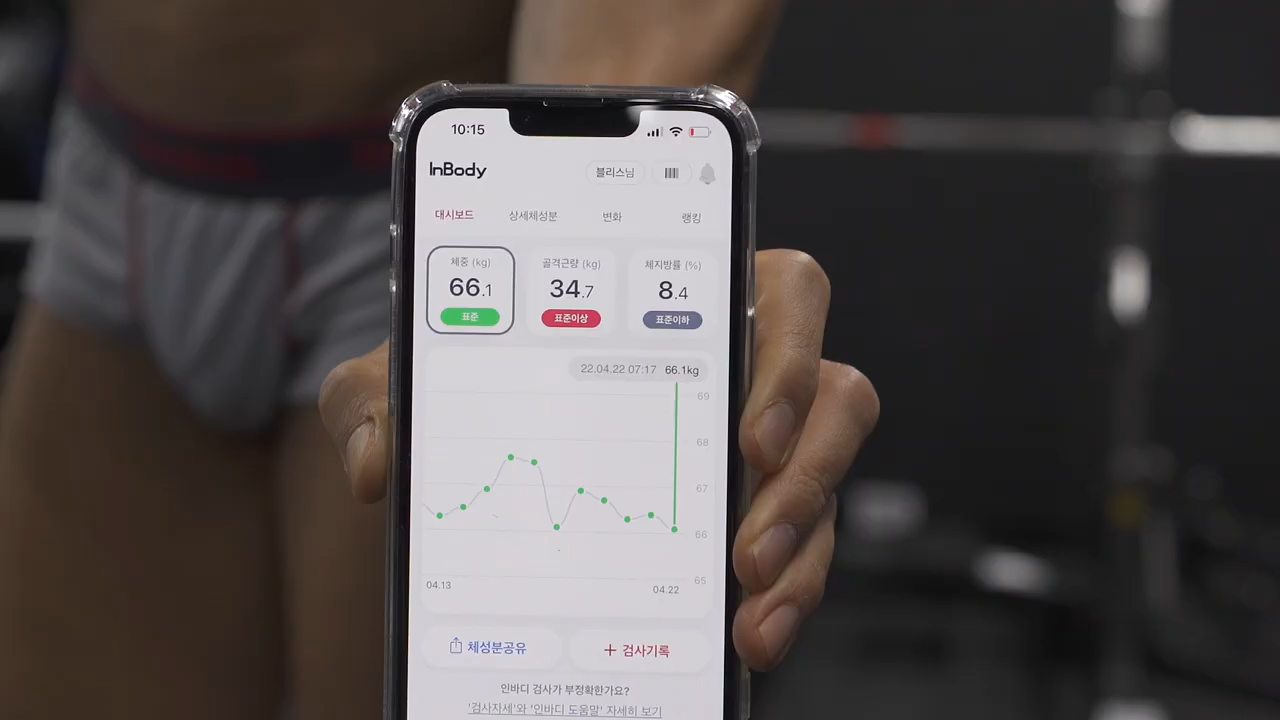 10:15
InBody 블리스님
대시보드 상세체성분 변화 랭킹
체중 (kg) 골격근량 (kg) 체지방률 (%)
66.1 34.7 8.4
표준 표준이상 표준이하
22.04.22 07:17 66.1kg
69
68
67
66
65
04.13 04.22
체성분공유 + 검사기록
인바디 검사가 부정확한가요?
'검사자세'와 '인바디 도움말' 자세히 보기